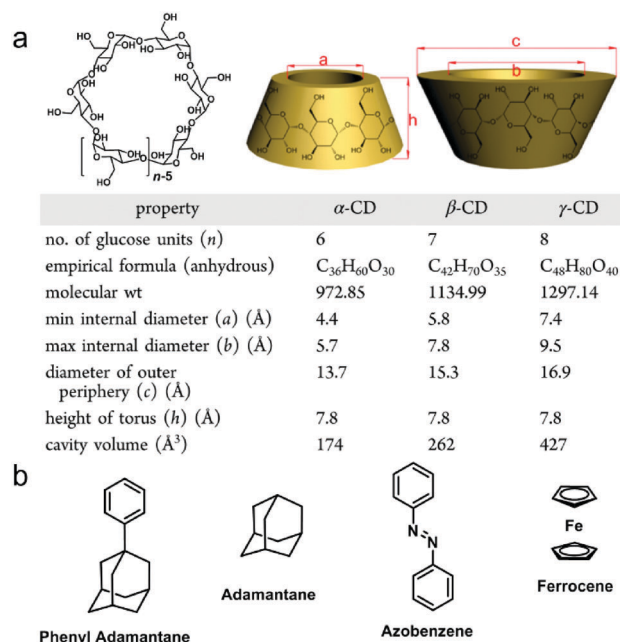 a
a
c
b
h
n-5
property α-CD β-CD γ-CD
no. of glucose units (n) 6 7 8
empirical formula (anhydrous) C₃₆H₆₀O₃₀ C₄₂H₇₀O₃₅ C₄₈H₈₀O₄₀
molecular wt 972.85 1134.99 1297.14
min internal diameter (a) (Å) 4.4 5.8 7.4
max internal diameter (b) (Å) 5.7 7.8 9.5
diameter of outer
periphery (c) (Å) 13.7 15.3 16.9
height of torus (h) (Å) 7.8 7.8 7.8
cavity volume (Å³) 174 262 427
b
N
N
Fe
Phenyl Adamantane
Adamantane
Azobenzene
Ferrocene